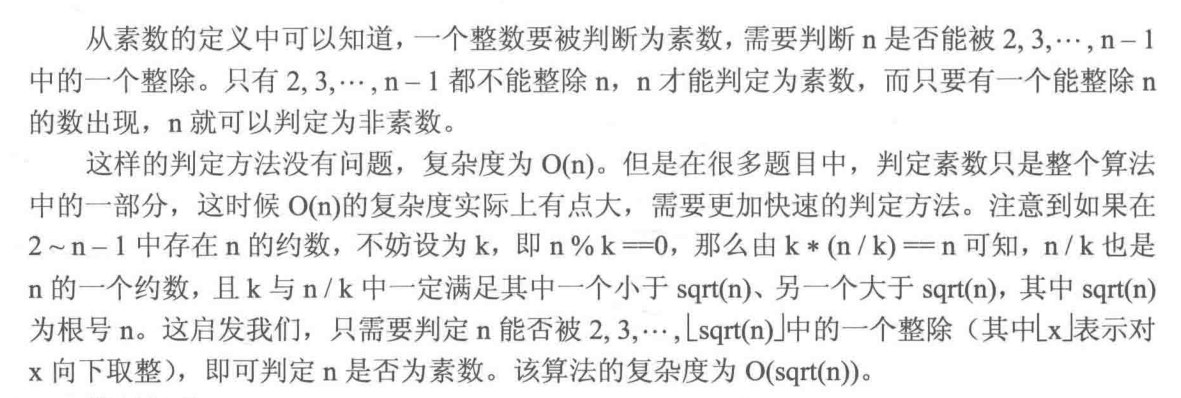 从素数的定义中可以知道，一个整数要被判断为素数，需要判断 n 是否能被 2, 3,⋯, n – 1
中的一个整除。只有 2, 3,⋯, n – 1 都不能整除 n，n 才能判定为素数，而只要有一个能整除 n
的数出现，n 就可以判定为非素数。
这样的判定方法没有问题，复杂度为 O(n)。但是在很多题目中，判定素数只是整个算法
中的一部分，这时候 O(n)的复杂度实际上有点大，需要更加快速的判定方法。注意到如果在
2 ~ n – 1 中存在 n 的约数，不妨设为 k，即 n % k ==0，那么由 k * (n / k) == n 可知，n / k 也是
n 的一个约数，且 k 与 n / k 中一定满足其中一个小于 sqrt(n)、另一个大于 sqrt(n)，其中 sqrt(n)
为根号 n。这启发我们，只需要判定 n 能否被 2, 3,⋯, ⌊sqrt(n)⌋中的一个整除（其中⌊x⌋表示对
x 向下取整），即可判定 n 是否为素数。该算法的复杂度为 O(sqrt(n))。